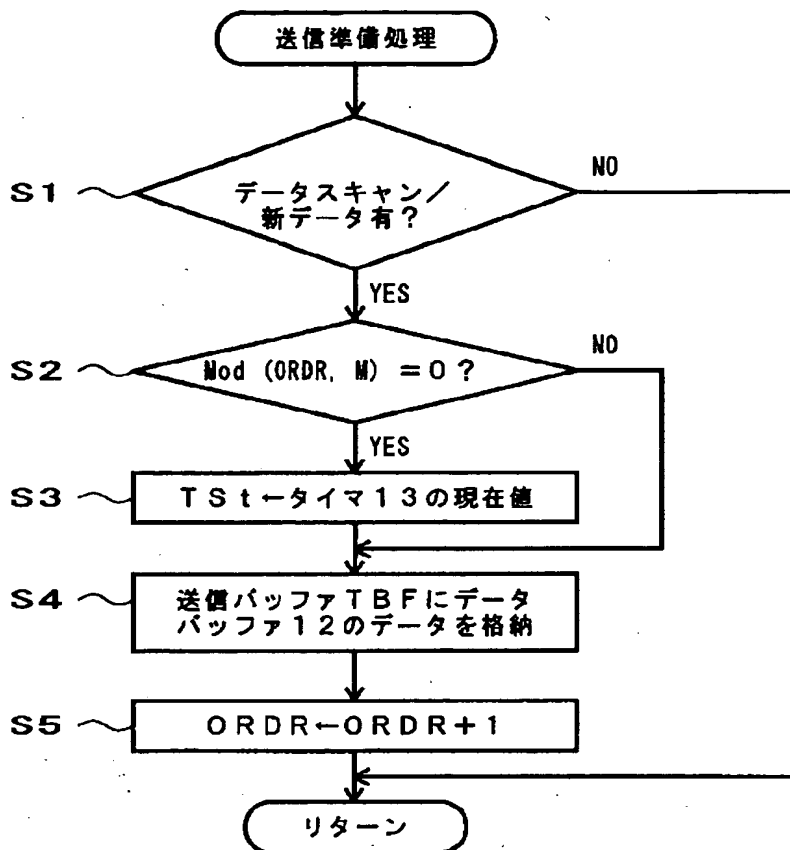 送信準備処理
S1
データスキャン/
新データ有?
NO
YES
S2
Mod (ORDR, M) =0?
NO
YES
S3
TSt←タイマ13の現在値
S4
送信バッファTBFにデータ
バッファ12のデータを格納
S5
ORDR←ORDR+1
リターン